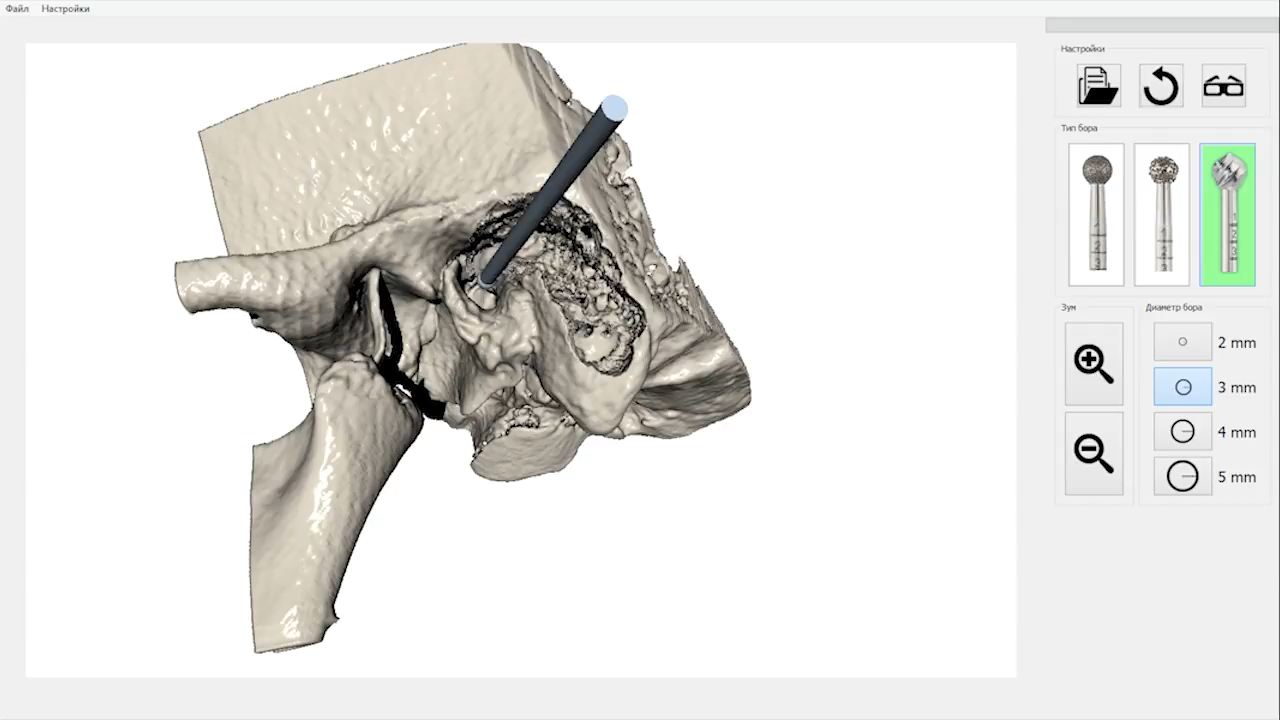 Файл Настройки
Настройки
Тип бора
Зум
Диаметр бора
2 mm
3 mm
4 mm
5 mm